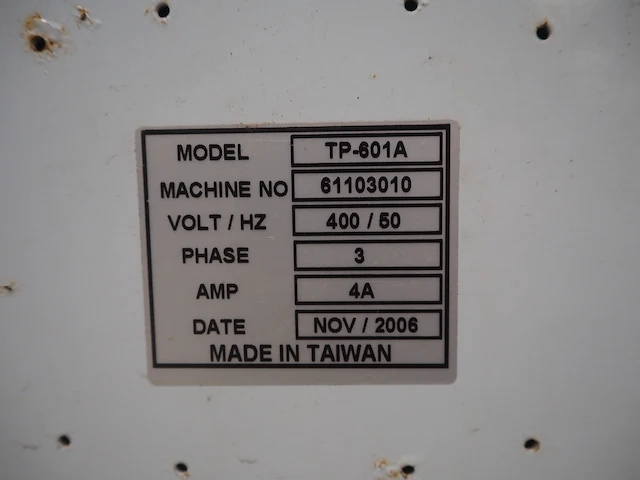 MODEL TP-601A
MACHINE NO 61103010
VOLT / HZ 400 / 50
PHASE 3
AMP 4A
DATE NOV / 2006
MADE IN TAIWAN